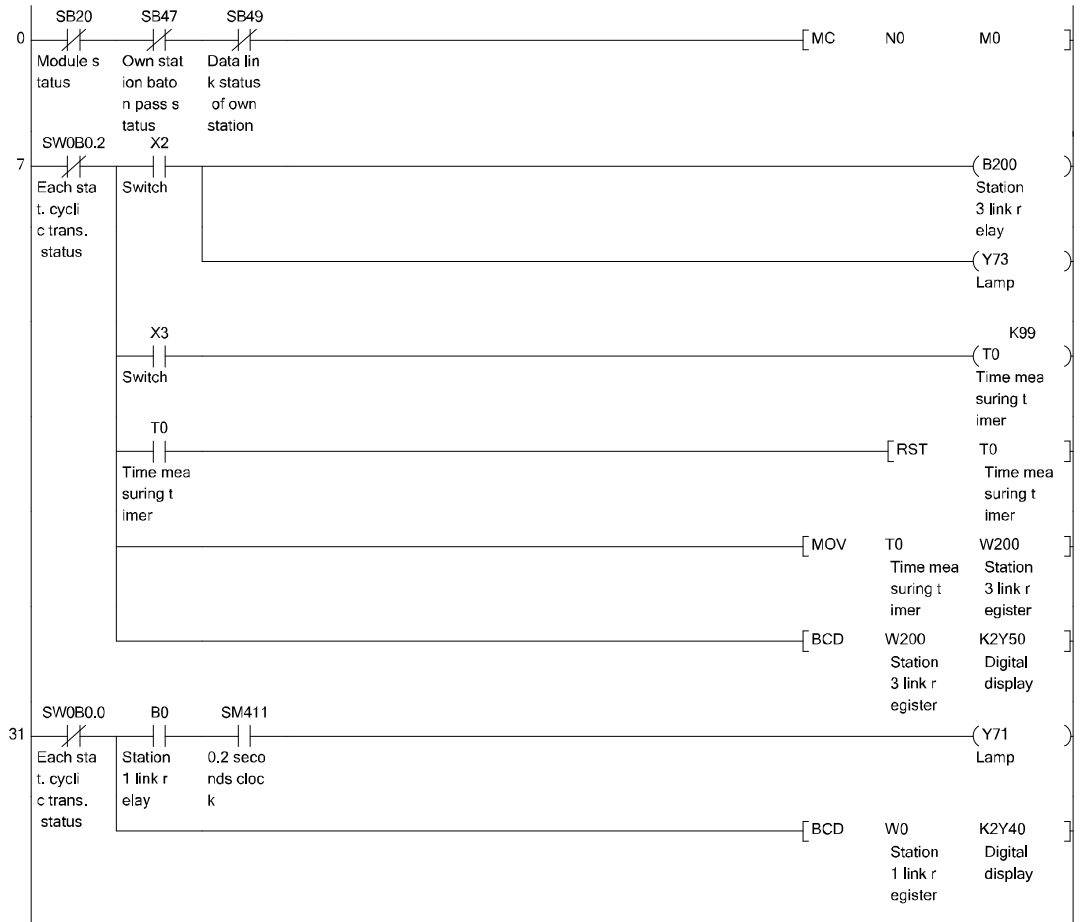 SB20 SB47 SB49
0 MC N0 M0
Module s Own stat Data lin
tatus ion bato k status
n pass s of own
tatus station
SW0B0.2 X2
7 B200
Each sta Switch Station
t. cycli 3 link r
c trans. elay
status
Y73
Lamp
X3 K99
T0
Switch Time mea
suring t
imer
T0
RST T0
Time mea Time mea
suring t suring t
imer imer
MOV T0 W200
Time mea Station
suring t 3 link r
imer egister
BCD W200 K2Y50
Station Digital
3 link r display
egister
SW0B0.0 B0 SM411
31 Y71
Each sta Station 0.2 seco Lamp
t. cycli 1 link r nds cloc
c trans. elay k
status
BCD W0 K2Y40
Station Digital
1 link r display
egister